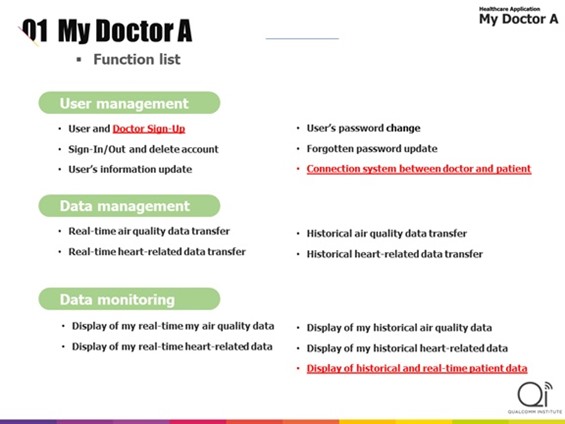 01 My Doctor A
Healthcare Application
My Doctor A
▪ Function list
User management
• User and Doctor Sign-Up
• Sign-In/Out and delete account
• User's information update
• User's password change
• Forgotten password update
• Connection system between doctor and patient
Data management
• Real-time air quality data transfer
• Real-time heart-related data transfer
• Historical air quality data transfer
• Historical heart-related data transfer
Data monitoring
• Display of my real-time my air quality data
• Display of my real-time heart-related data
• Display of my historical air quality data
• Display of my historical heart-related data
• Display of historical and real-time patient data
Qi
QUALCOMM INSTITUTE